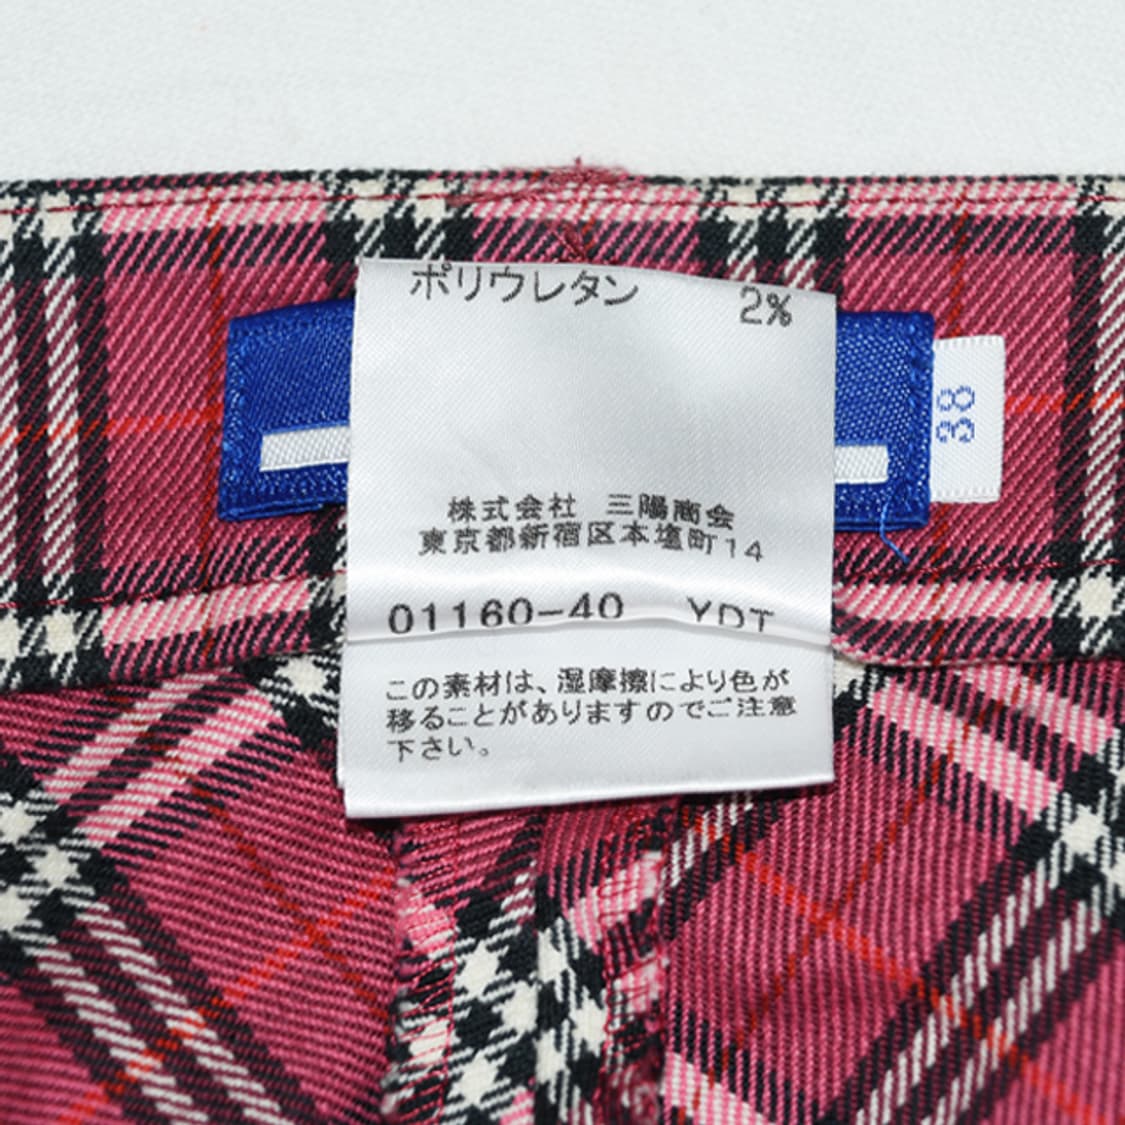 ポリウレタン 2%
38
株式会社 三陽商会
東京都新宿区本塩町14
01160-40 YDT
この素材は、湿摩擦により色が
移ることがありますのでご注意
下さい。